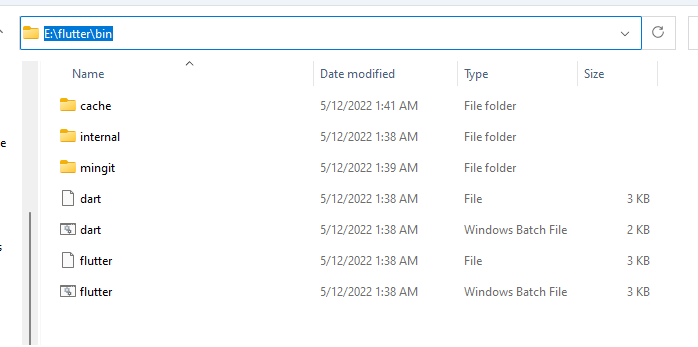 E:\flutter\bin
Name Date modified Type Size
cache 5/12/2022 1:41 AM File folder
internal 5/12/2022 1:38 AM File folder
mingit 5/12/2022 1:39 AM File folder
e
dart 5/12/2022 1:38 AM File 3 KB
dart 5/12/2022 1:38 AM Windows Batch File 2 KB
s
flutter 5/12/2022 1:38 AM File 3 KB
flutter 5/12/2022 1:38 AM Windows Batch File 3 KB